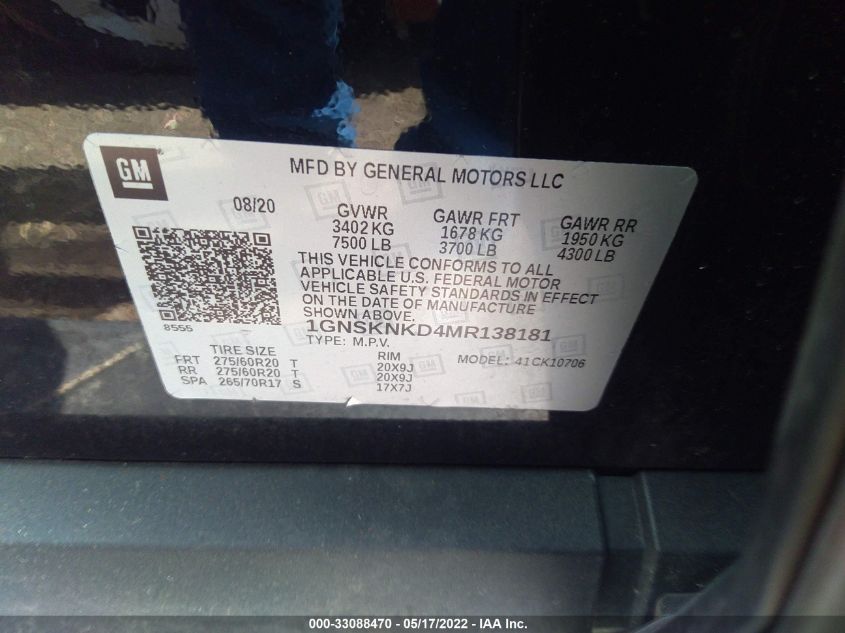 GM
MFD BY GENERAL MOTORS LLC
08/20
GVWR GAWR FRT GAWR RR
3402 KG 1678 KG 1950 KG
7500 LB 3700 LB 4300 LB
THIS VEHICLE CONFORMS TO ALL
APPLICABLE U.S. FEDERAL MOTOR
VEHICLE SAFETY STANDARDS IN EFFECT
ON THE DATE OF MANUFACTURE
SHOWN ABOVE.
8555
1GNSKNKD4MR138181
TYPE: M.P.V.
TIRE SIZE RIM MODEL: 41CK10706
FRT 275/60R20 T 20X9J
RR 275/60R20 T 20X9J
SPA 265/70R17 S 17X7J
000-33088470 - 05/17/2022 - IAA Inc.